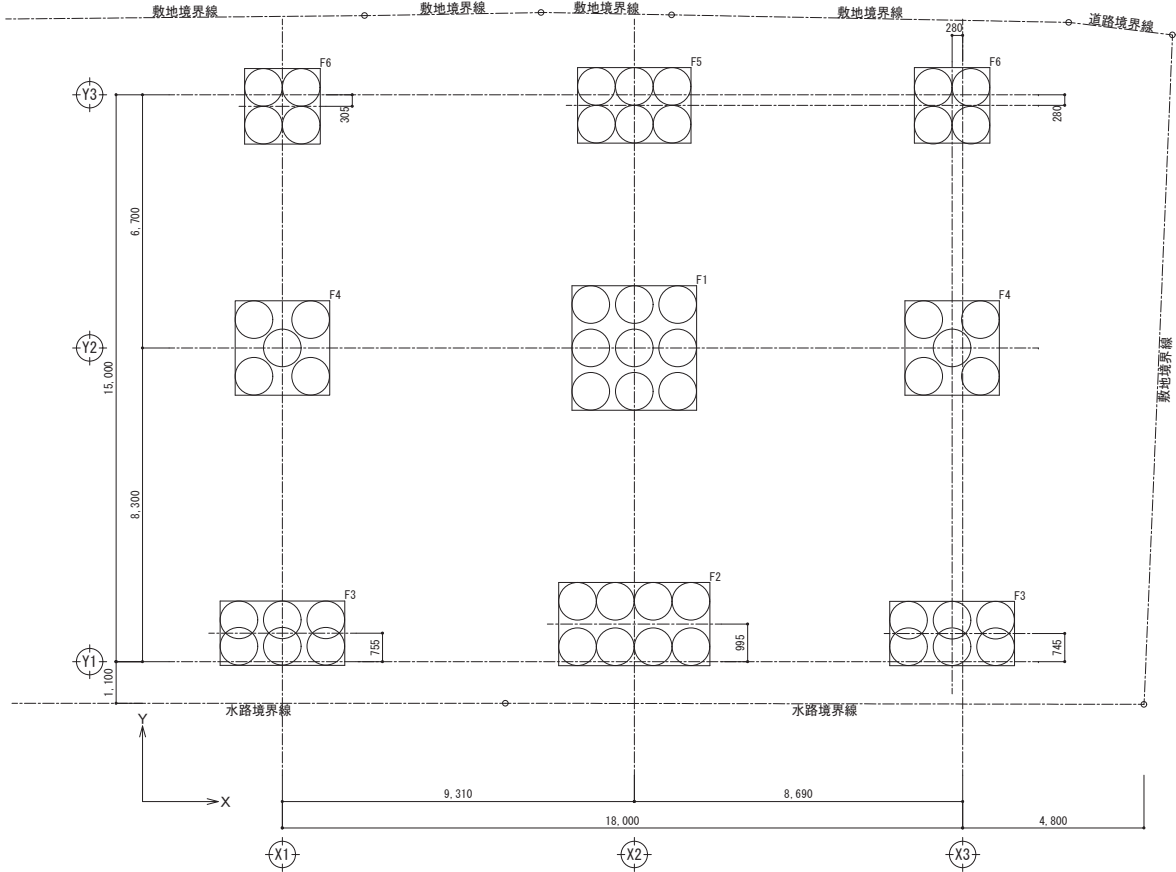 敷地境界線
敷地境界線
敷地境界線
敷地境界線
道路境界線
280
F6
F5
F6
Y3
305
280
6,700
F4
F1
F4
Y2
敷地境界線
15,000
8,300
F3
F2
F3
755
995
745
Y1
1,100
水路境界線
水路境界線
Y
X
9,310
8,690
18,000
4,800
X1
X2
X3